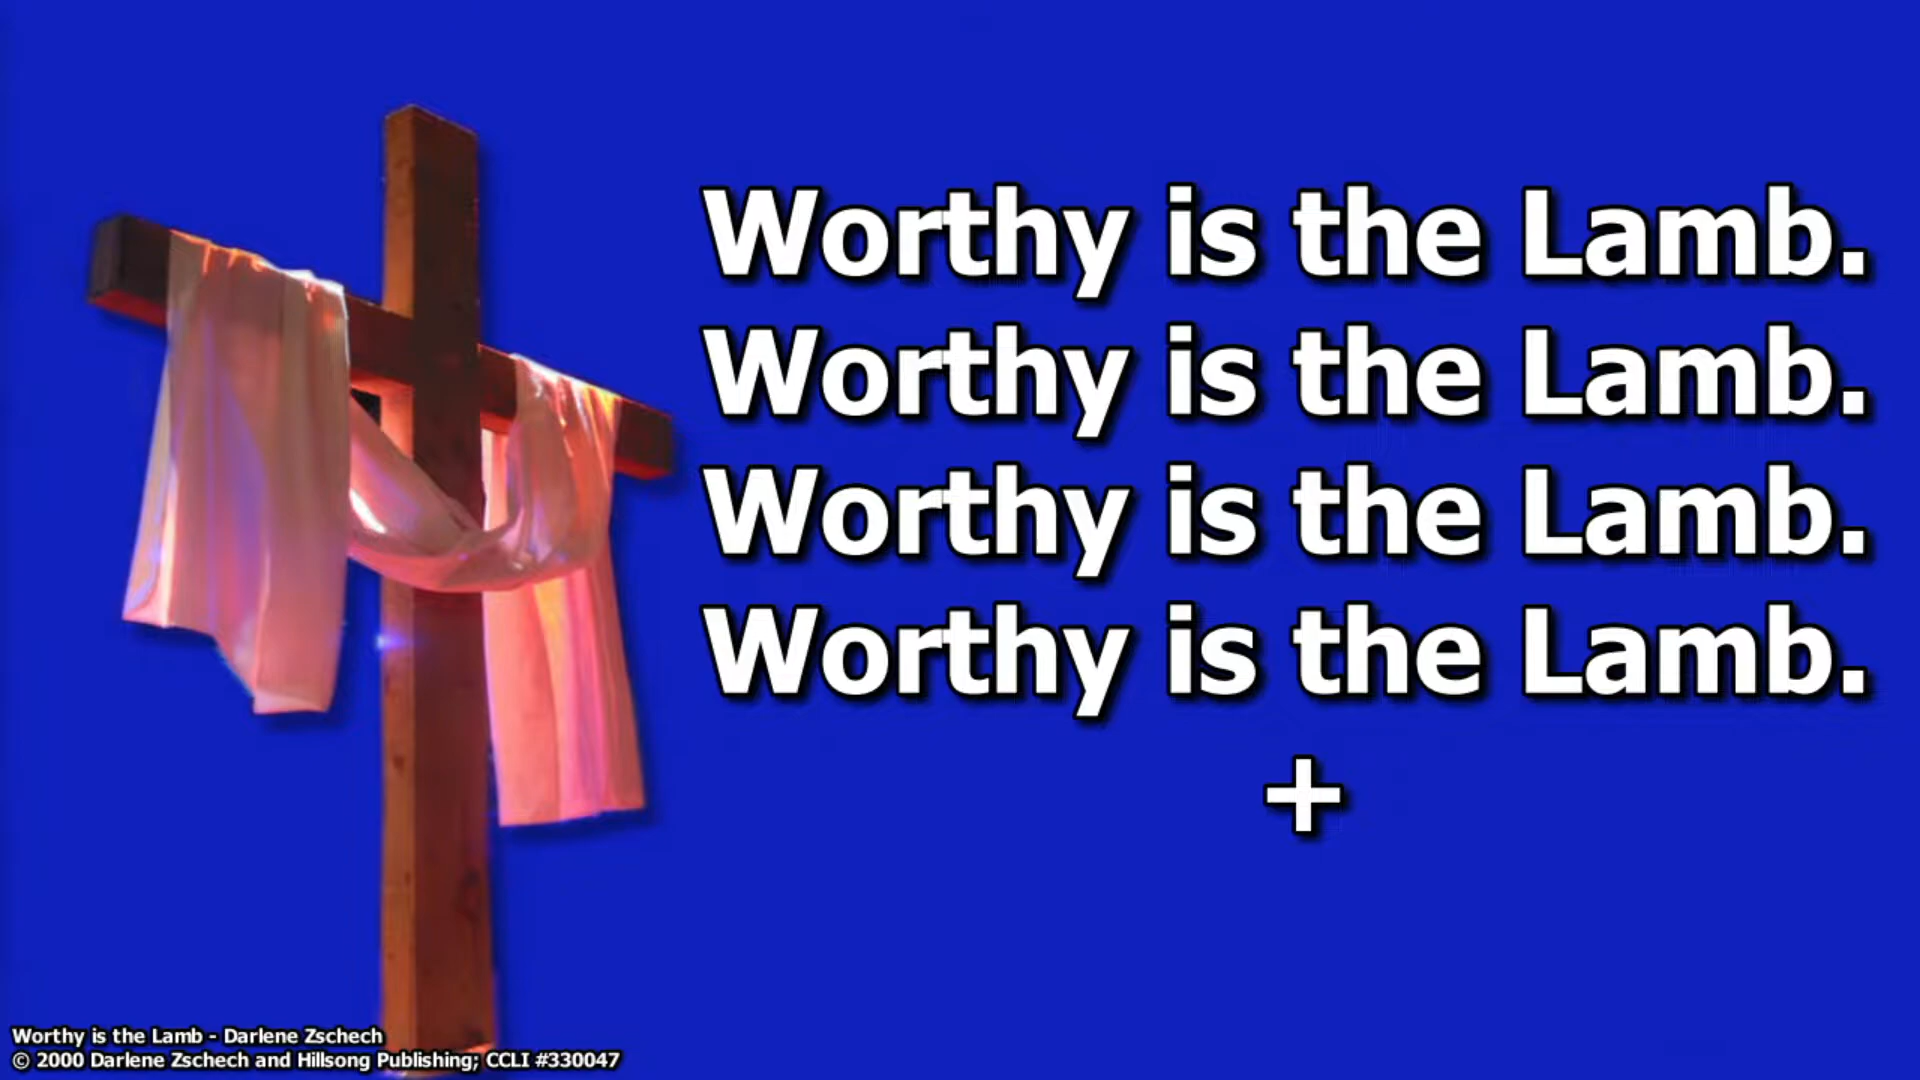 Worthy is the Lamb.
Worthy is the Lamb.
Worthy is the Lamb.
Worthy is the Lamb.
+
Worthy is the Lamb - Darlene Zschech
© 2000 Darlene Zschech and Hillsong Publishing; CCLI #330047